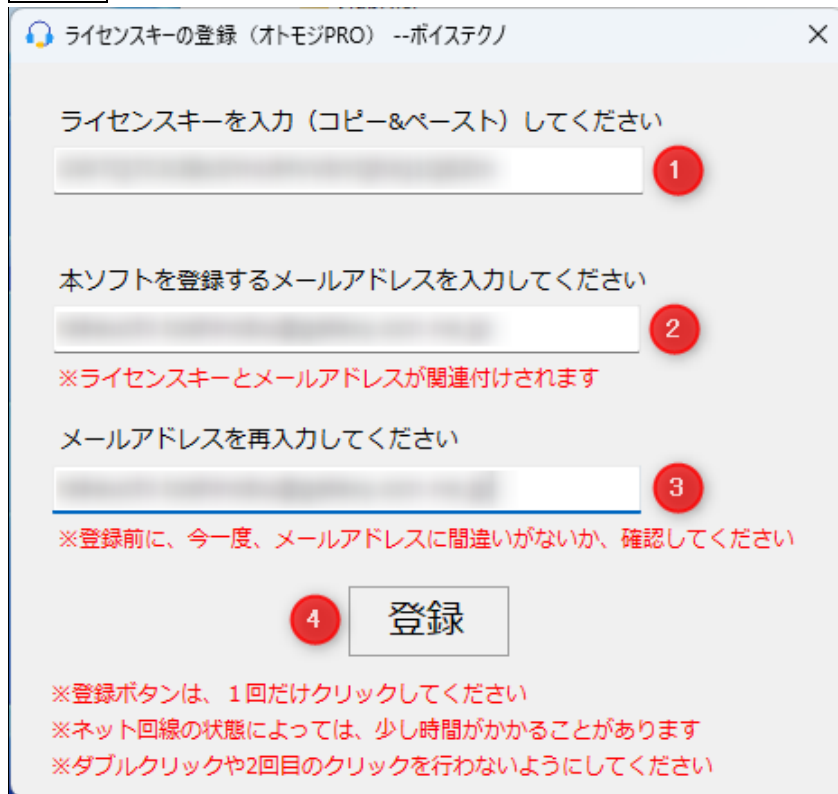 ライセンスキーの登録（オトモジPRO） --ボイステクノ
ライセンスキーを入力（コピー&ペースト）してください
1
本ソフトを登録するメールアドレスを入力してください
2
※ライセンスキーとメールアドレスが関連付けされます
メールアドレスを再入力してください
3
※登録前に、今一度、メールアドレスに間違いがないか、確認してください
4 登録
※登録ボタンは、１回だけクリックしてください
※ネット回線の状態によっては、少し時間がかかることがあります
※ダブルクリックや2回目のクリックを行わないようにしてください